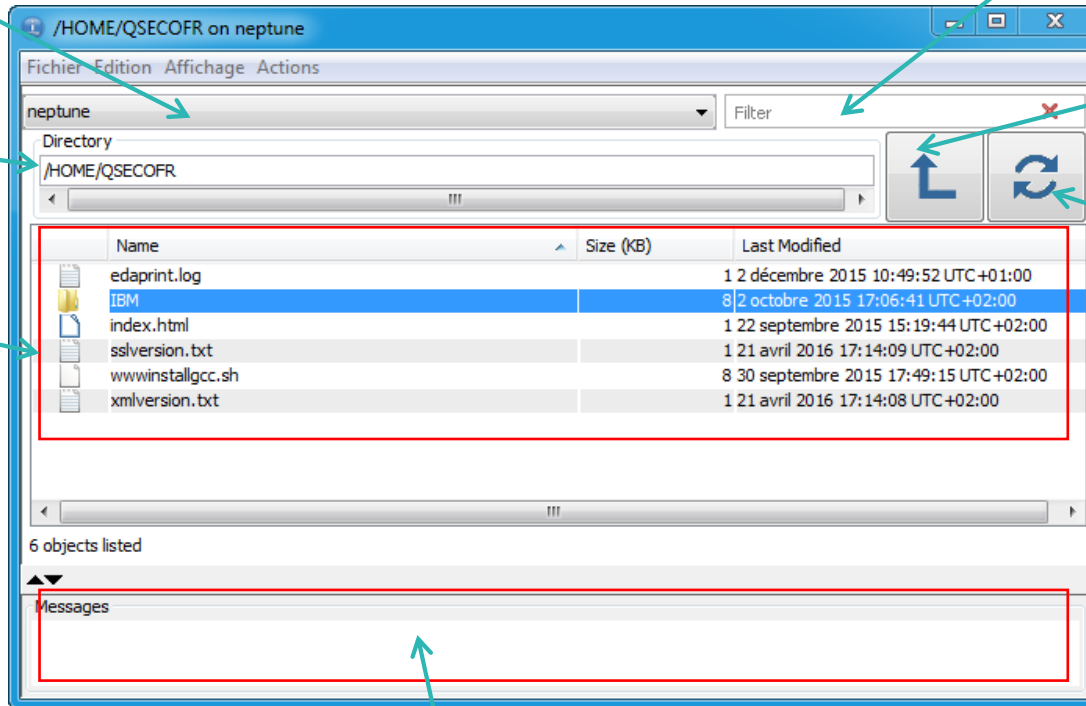 /HOME/QSECOFR on neptune
Fichier Edition Affichage Actions
neptune Filter
Directory
/HOME/QSECOFR
Name Size (KB) Last Modified
edaprint.log 1 2 décembre 2015 10:49:52 UTC+01:00
IBM 8 2 octobre 2015 17:06:41 UTC+02:00
index.html 1 22 septembre 2015 15:19:44 UTC+02:00
sslversion.txt 1 21 avril 2016 17:14:09 UTC+02:00
wwwinstallgcc.sh 8 30 septembre 2015 17:49:15 UTC+02:00
xmlversion.txt 1 21 avril 2016 17:14:08 UTC+02:00
6 objects listed
Messages